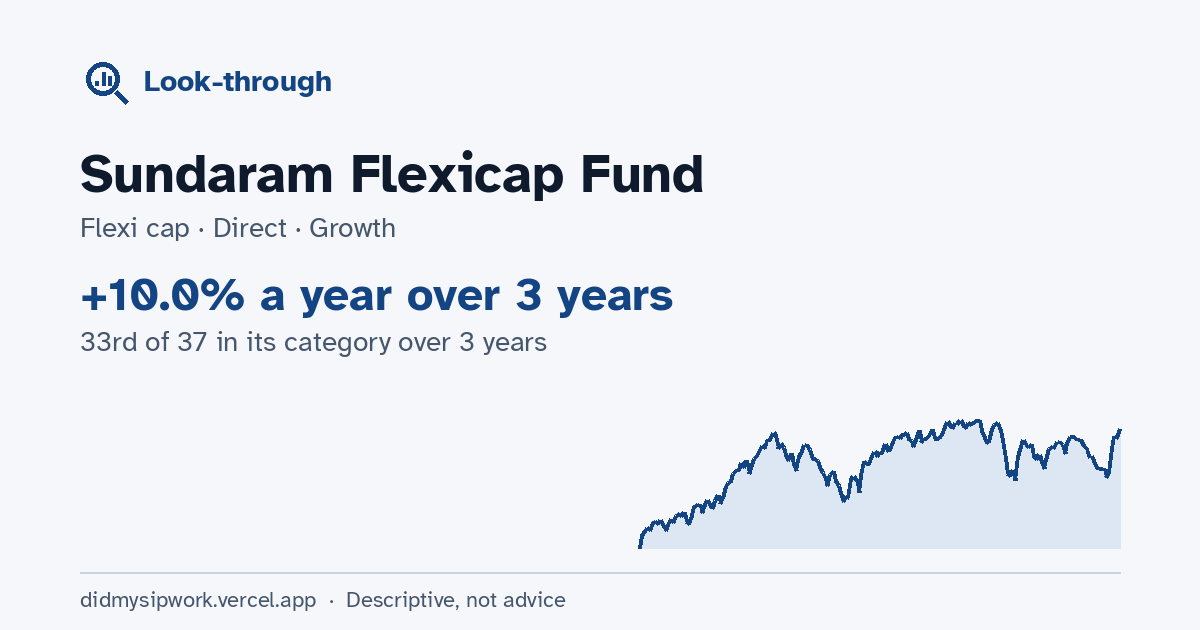 Look-through
Sundaram Flexicap Fund
Flexi cap · Direct · Growth
+10.0% a year over 3 years
33rd of 37 in its category over 3 years
didmysipwork.vercel.app · Descriptive, not advice